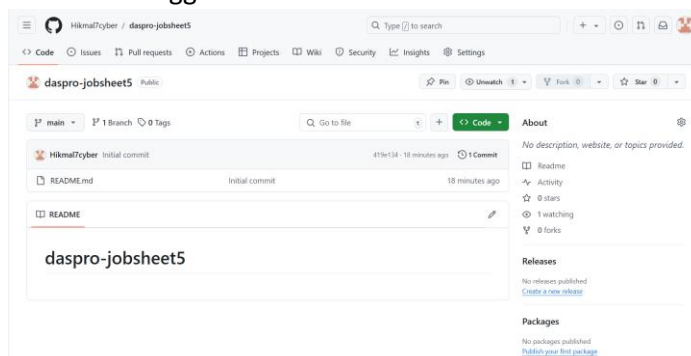 gg
Hikmal7cyber / daspro-jobsheet5
Type / to search
Code Issues Pull requests Actions Projects Wiki Security Insights Settings
daspro-jobsheet5 Public
Pin Unwatch 1 Fork 0 Star 0
main 1 Branch 0 Tags
Go to file t + Code
Hikmal7cyber Initial commit 419e134 · 18 minutes ago 1 Commit
README.md Initial commit 18 minutes ago
README
daspro-jobsheet5
About
No description, website, or topics provided.
Readme
Activity
0 stars
1 watching
0 forks
Releases
No releases published
Create a new release
Packages
No packages published
Publish your first package